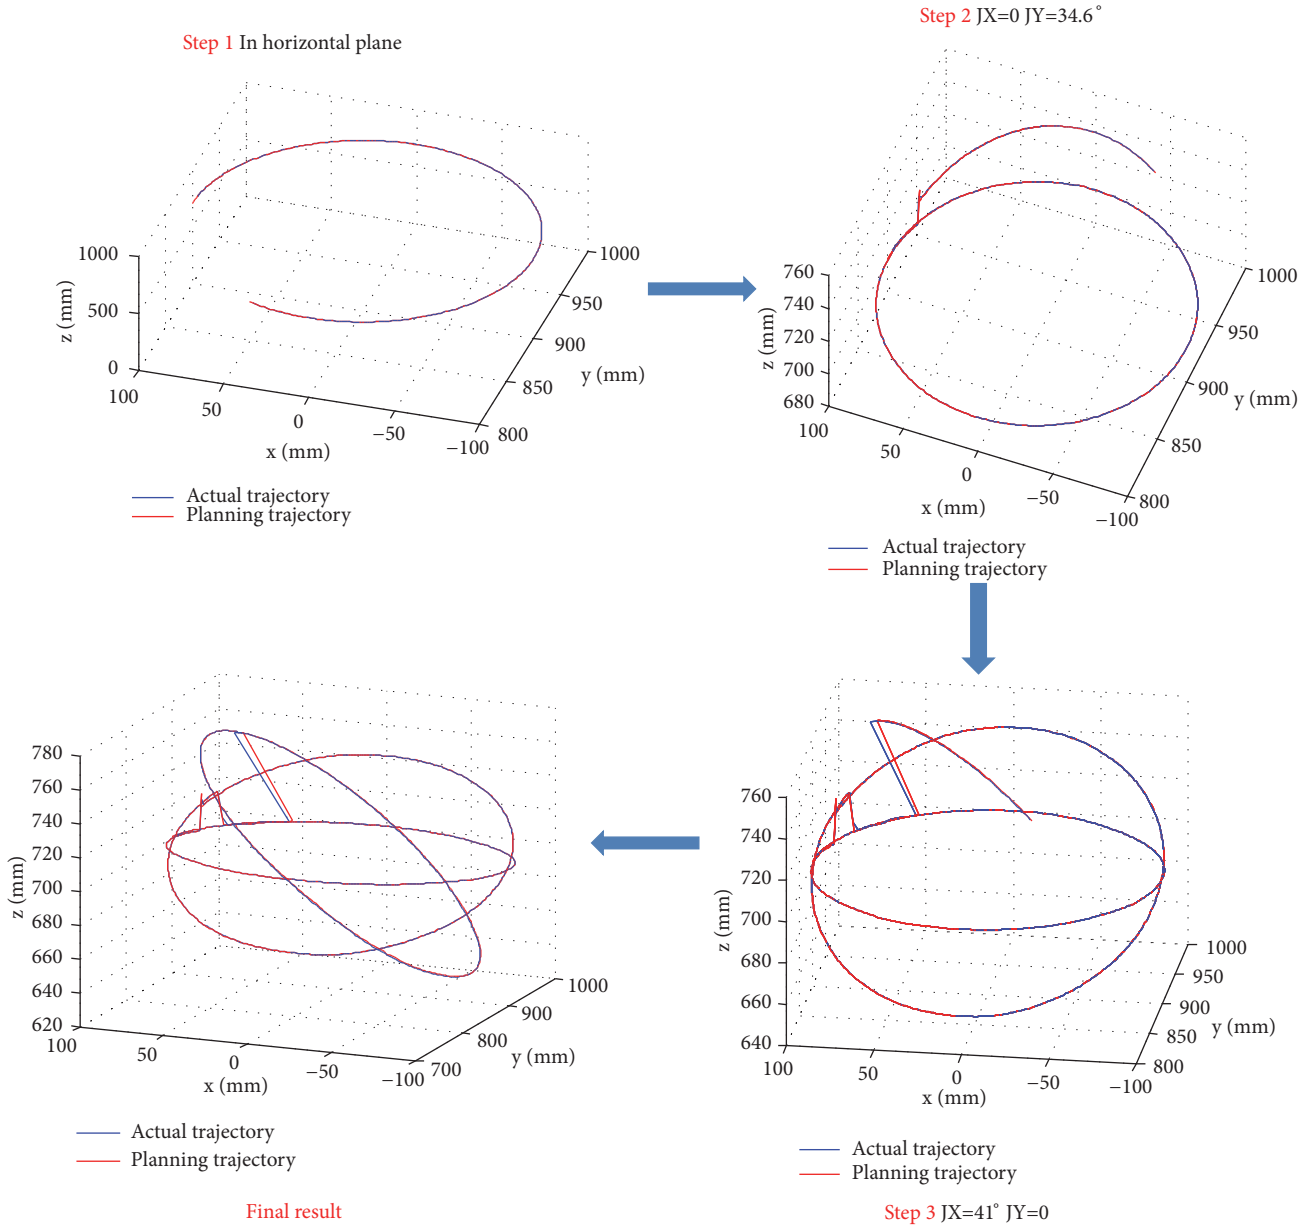 Step 1 In horizontal plane
1000
500
0
z (mm)
100
50
0
−50
−100
x (mm)
800
850
900
950
1000
y (mm)
Actual trajectory
Planning trajectory
Step 2 JX=0 JY=34.6°
760
740
720
700
680
z (mm)
100
50
0
−50
−100
x (mm)
800
850
900
950
1000
y (mm)
Actual trajectory
Planning trajectory
780
760
740
720
700
680
660
640
620
z (mm)
100
50
0
−50
−100
x (mm)
700
800
900
1000
y (mm)
Actual trajectory
Planning trajectory
Final result
760
740
720
700
680
660
640
z (mm)
100
50
0
−50
−100
x (mm)
800
850
900
950
1000
y (mm)
Actual trajectory
Planning trajectory
Step 3 JX=41° JY=0